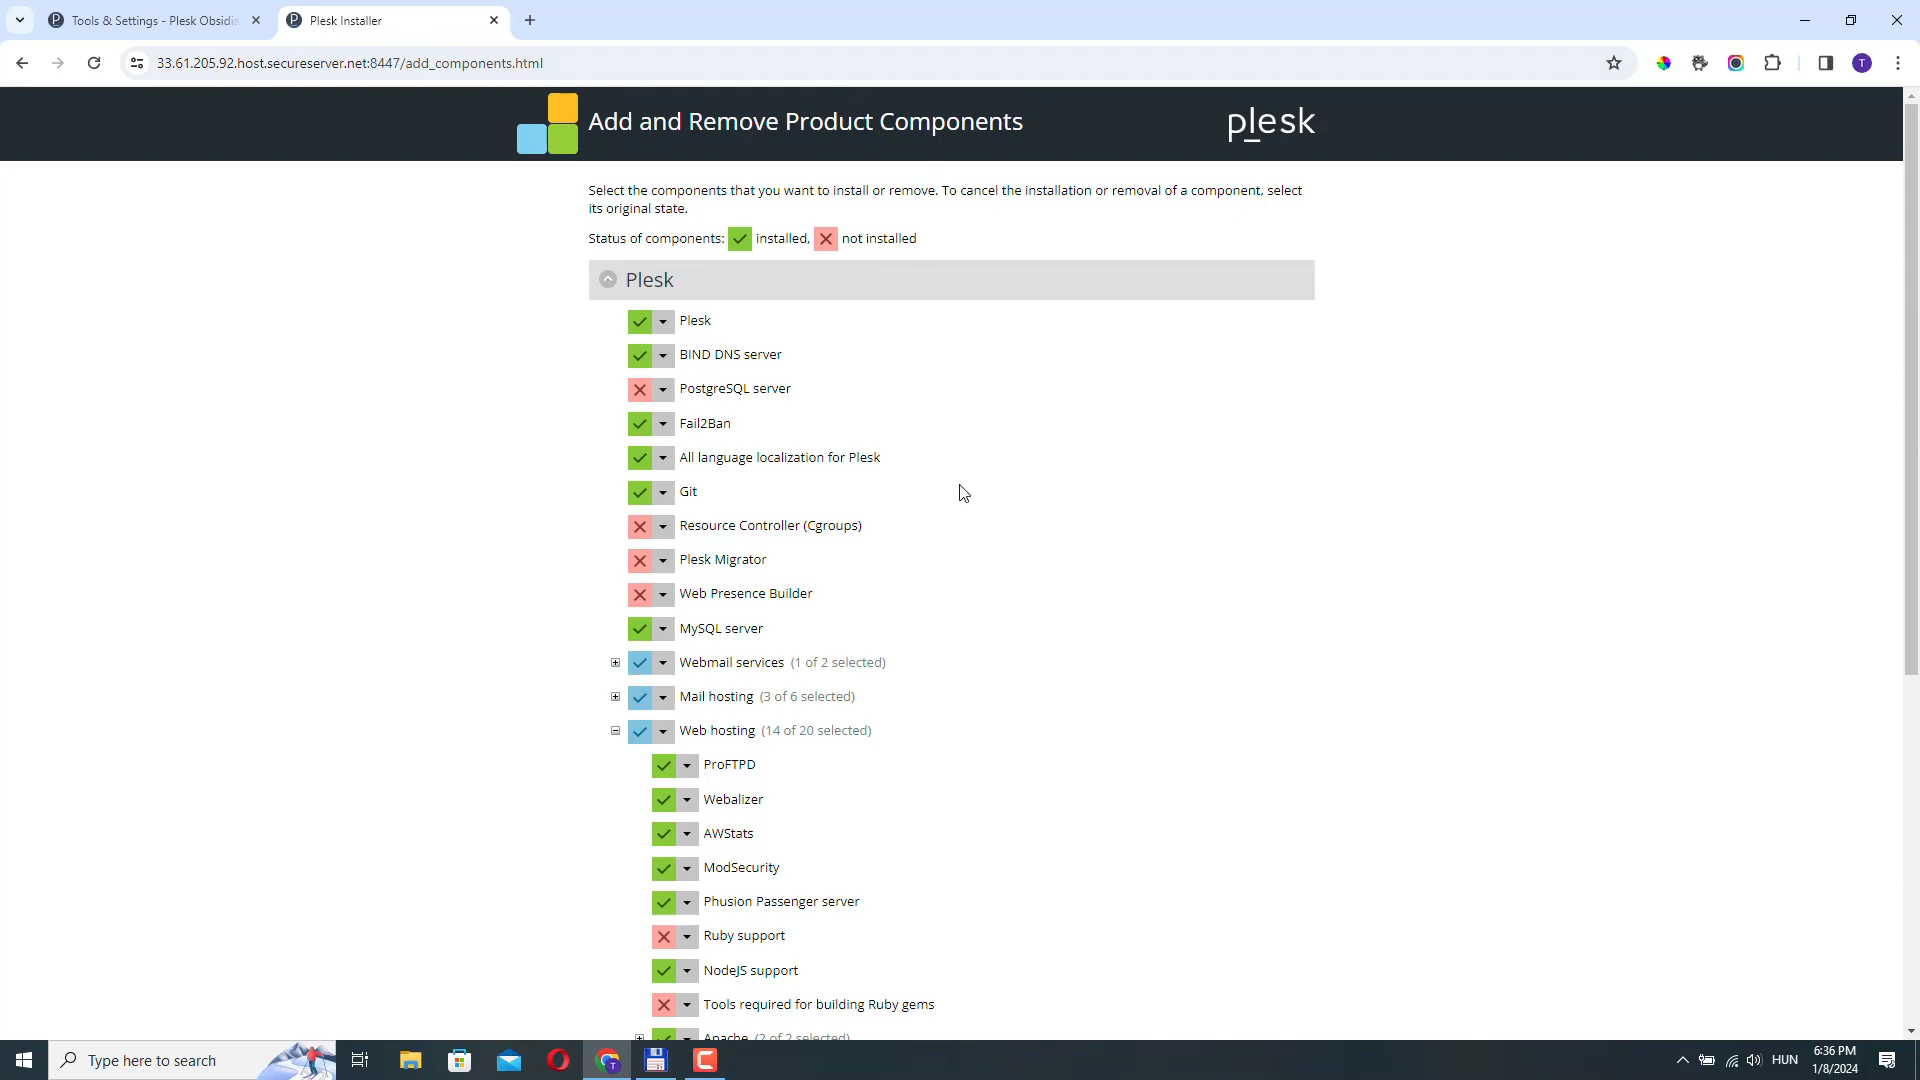 Tools & Settings - Plesk Obsidia
Plesk Installer
33.61.205.92.host.secureserver.net:8447/add_components.html
T
Add and Remove Product Components
plesk
Select the components that you want to install or remove. To cancel the installation or removal of a component, select
its original state.
Status of components: installed, not installed
Plesk
Plesk
BIND DNS server
PostgreSQL server
Fail2Ban
All language localization for Plesk
Git
Resource Controller (Cgroups)
Plesk Migrator
Web Presence Builder
MySQL server
Webmail services (1 of 2 selected)
Mail hosting (3 of 6 selected)
Web hosting (14 of 20 selected)
ProFTPD
Webalizer
AWStats
ModSecurity
Phusion Passenger server
Ruby support
NodeJS support
Tools required for building Ruby gems
Apache (2 of 2 selected)
Type here to search
HUN
6:36 PM
1/8/2024